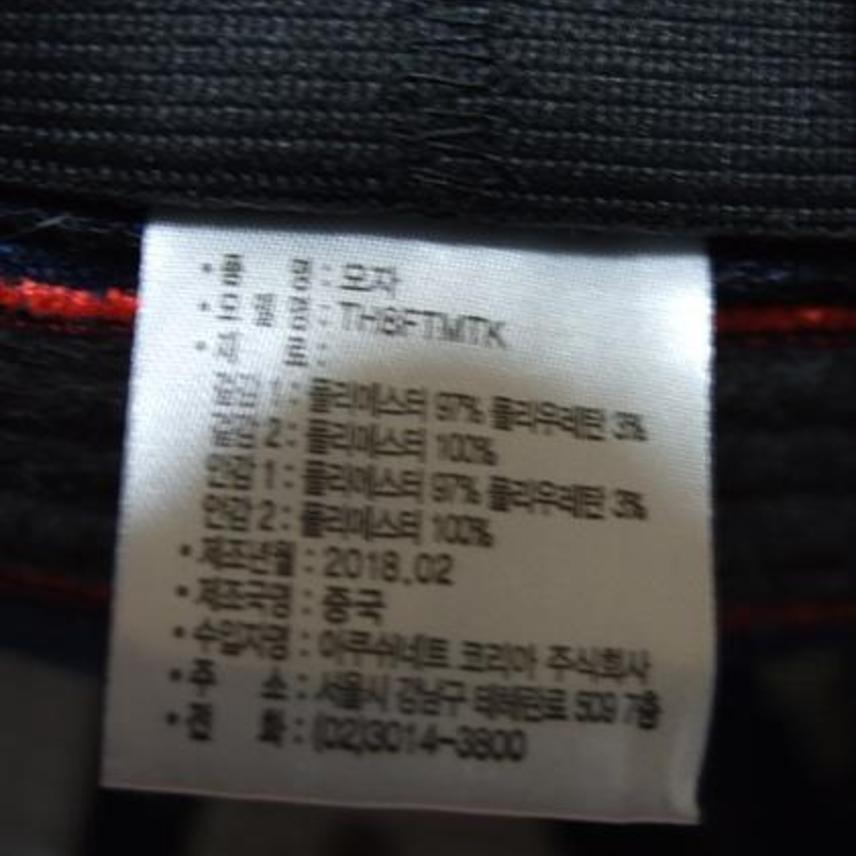 ·품 명 : 모자
·모 델 명 : TH8FTMTK
·재 료 :
겉감 1 : 폴리에스터 97% 폴리우레탄 3%
겉감 2 : 폴리에스터 100%
안감 1 : 폴리에스터 97% 폴리우레탄 3%
안감 2 : 폴리에스터 100%
·제조년월 : 2018.02
·제조국명 : 중국
·수입자명 : 아쿠쉬네트 코리아 주식회사
·주 소 : 서울시 강남구 테헤란로 509 7층
·전 화 : (02)3014-3800